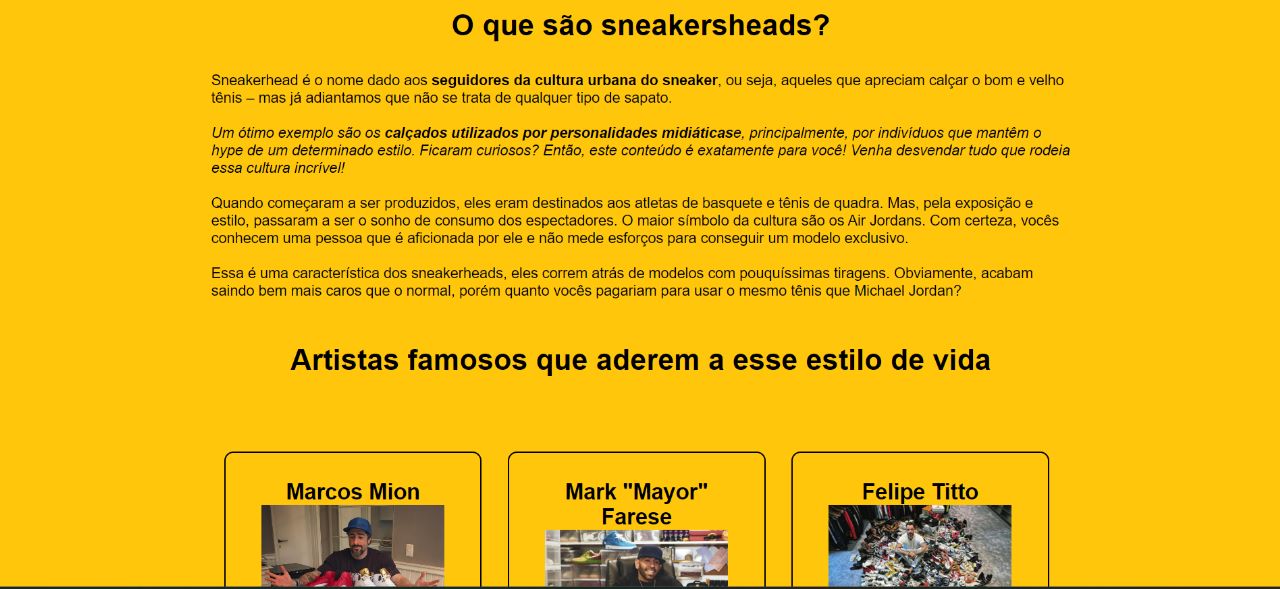 O que são sneakersheads?
Sneakerhead é o nome dado aos seguidores da cultura urbana do sneaker, ou seja, aqueles que apreciam calçar o bom e velho
tênis – mas já adiantamos que não se trata de qualquer tipo de sapato.
Um ótimo exemplo são os calçados utilizados por personalidades midiáticase, principalmente, por indivíduos que mantêm o
hype de um determinado estilo. Ficaram curiosos? Então, este conteúdo é exatamente para você! Venha desvendar tudo que rodeia
essa cultura incrível!
Quando começaram a ser produzidos, eles eram destinados aos atletas de basquete e tênis de quadra. Mas, pela exposição e
estilo, passaram a ser o sonho de consumo dos espectadores. O maior símbolo da cultura são os Air Jordans. Com certeza, vocês
conhecem uma pessoa que é aficionada por ele e não mede esforços para conseguir um modelo exclusivo.
Essa é uma característica dos sneakerheads, eles correm atrás de modelos com pouquíssimas tiragens. Obviamente, acabam
saindo bem mais caros que o normal, porém quanto vocês pagariam para usar o mesmo tênis que Michael Jordan?
Artistas famosos que aderem a esse estilo de vida
Marcos Mion
Mark "Mayor"
Farese
Felipe Titto